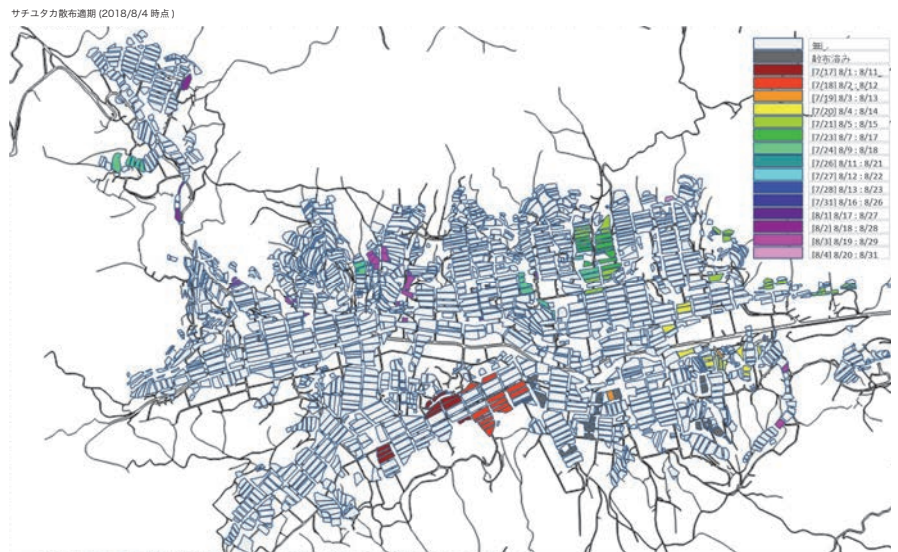 サチユタカ散布適期 (2018/8/4 時点)
無し
散布済み
[7/17] 8/1 : 8/11
[7/18] 8/2 : 8/12
[7/19] 8/3 : 8/13
[7/20] 8/4 : 8/14
[7/21] 8/5 : 8/15
[7/23] 8/7 : 8/17
[7/24] 8/9 : 8/18
[7/26] 8/11 : 8/21
[7/27] 8/12 : 8/22
[7/28] 8/13 : 8/23
[7/31] 8/16 : 8/26
[8/1] 8/17 : 8/27
[8/2] 8/18 : 8/28
[8/3] 8/19 : 8/29
[8/4] 8/20 : 8/31